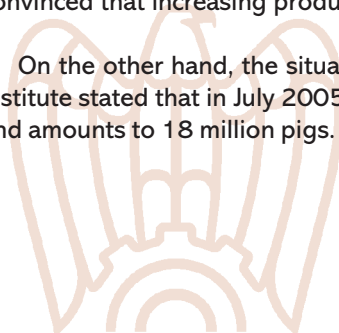 onvinced that increasing produ
On the other hand, the situa
stitute stated that in July 2005
nd amounts to 18 million pigs.